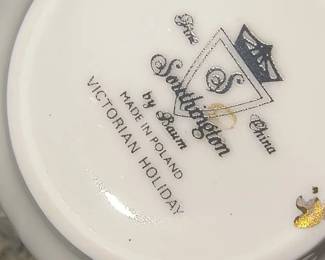 Fine
China
S
Southington
by Baum
MADE IN POLAND
VICTORIAN HOLIDAY